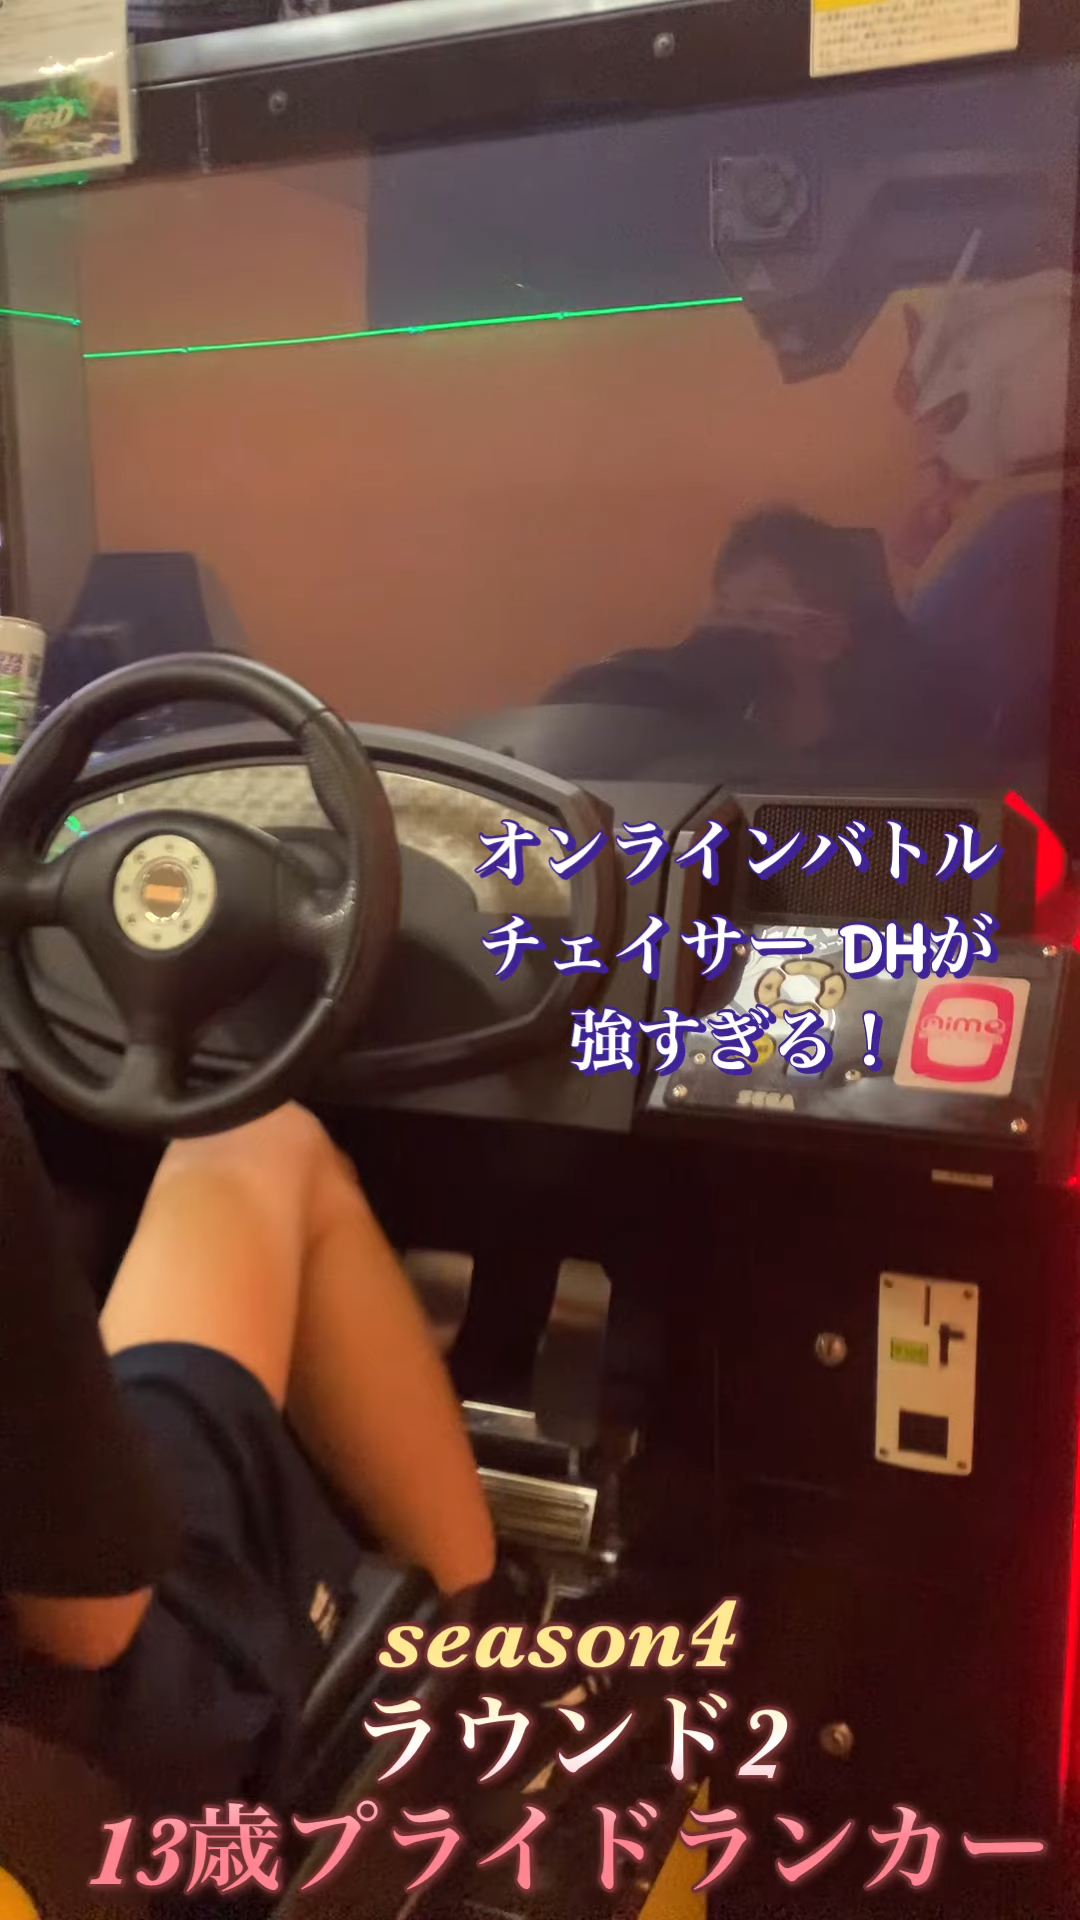 オンラインバトル
チェイサー DHが
強すぎる！
aime
SEGA
season4
ラウンド2
13歳プライドランカー